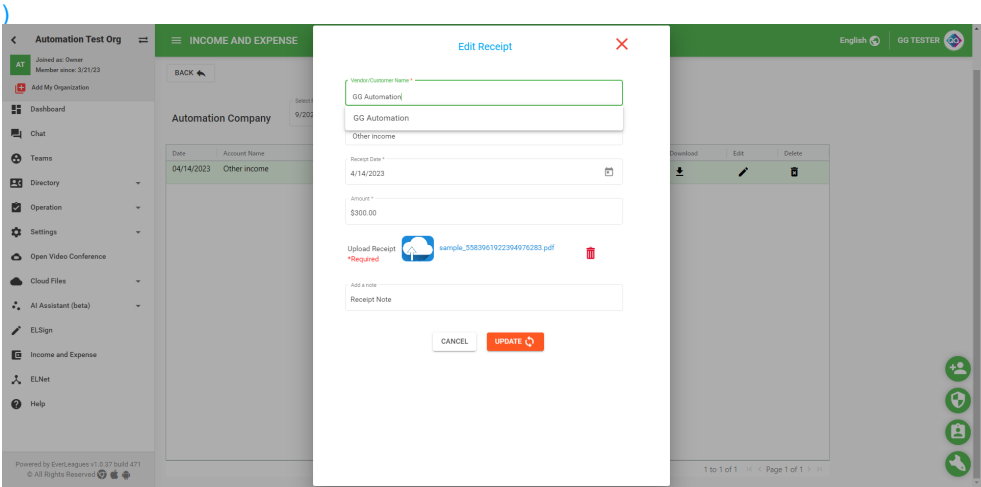 )
Automation Test Org
INCOME AND EXPENSE
Edit Receipt
English
GG TESTER
AT
Joined as: Owner
Member since: 3/21/23
Add My Organization
BACK
Vendor/Customer Name *
GG Automation
GG Automation
Automation Company
9/202
Other income
Dashboard
Chat
Teams
Directory
Operation
Settings
Open Video Conference
Cloud Files
AI Assistant (beta)
ELSign
Income and Expense
ELNet
Help
Date
Account Name
Download
Edit
Delete
04/14/2023
Other income
Receipt Date *
4/14/2023
Amount *
$300.00
Upload Receipt
*Required
sample_5583961922394976283.pdf
Add a note
Receipt Note
CANCEL
UPDATE
Powered by EverLeagues v1.0.37 build 471
© All Rights Reserved
1 to 1 of 1
Page 1 of 1